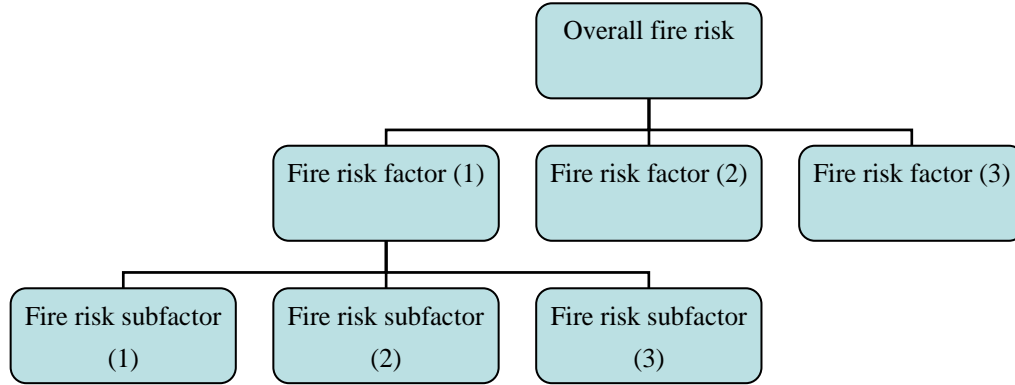 Overall fire risk
Fire risk factor (1)
Fire risk factor (2)
Fire risk factor (3)
Fire risk subfactor
(1)
Fire risk subfactor
(2)
Fire risk subfactor
(3)